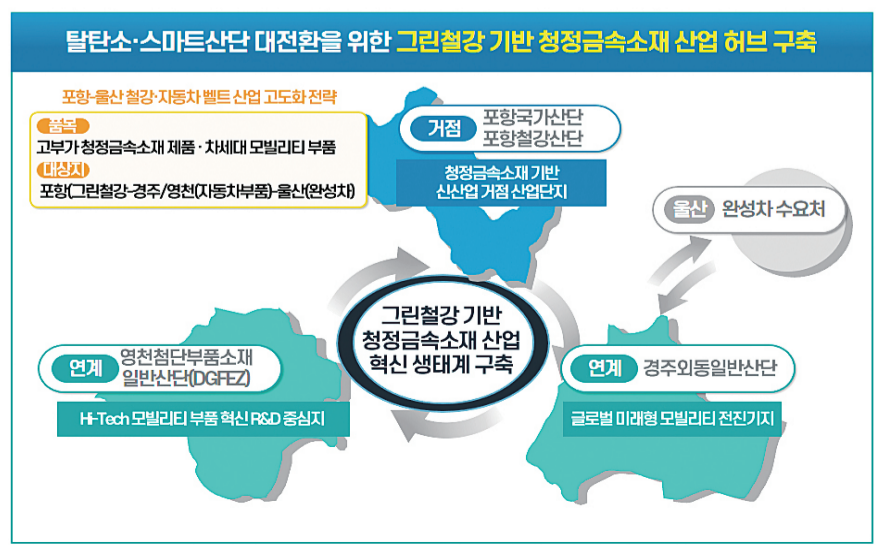 탈탄소·스마트산단 대전환을 위한 그린철강 기반 청정금속소재 산업 허브 구축
포항-울산 철강·자동차 벨트 산업 고도화 전략
품목
고부가 청정금속소재 제품 · 차세대 모빌리티 부품
대상지
포항(그린철강-경주/영천(자동차부품)-울산(완성차)
거점
포항국가산단
포항철강산단
청정금속소재 기반
신산업 거점 산업단지
울산 완성차 수요처
그린철강 기반
청정금속소재 산업
혁신 생태계 구축
연계
영천첨단부품소재
일반산단(DGFEZ)
Hi-Tech 모빌리티 부품 혁신 R&D 중심지
연계 경주외동일반산단
글로벌 미래형 모빌리티 전진기지